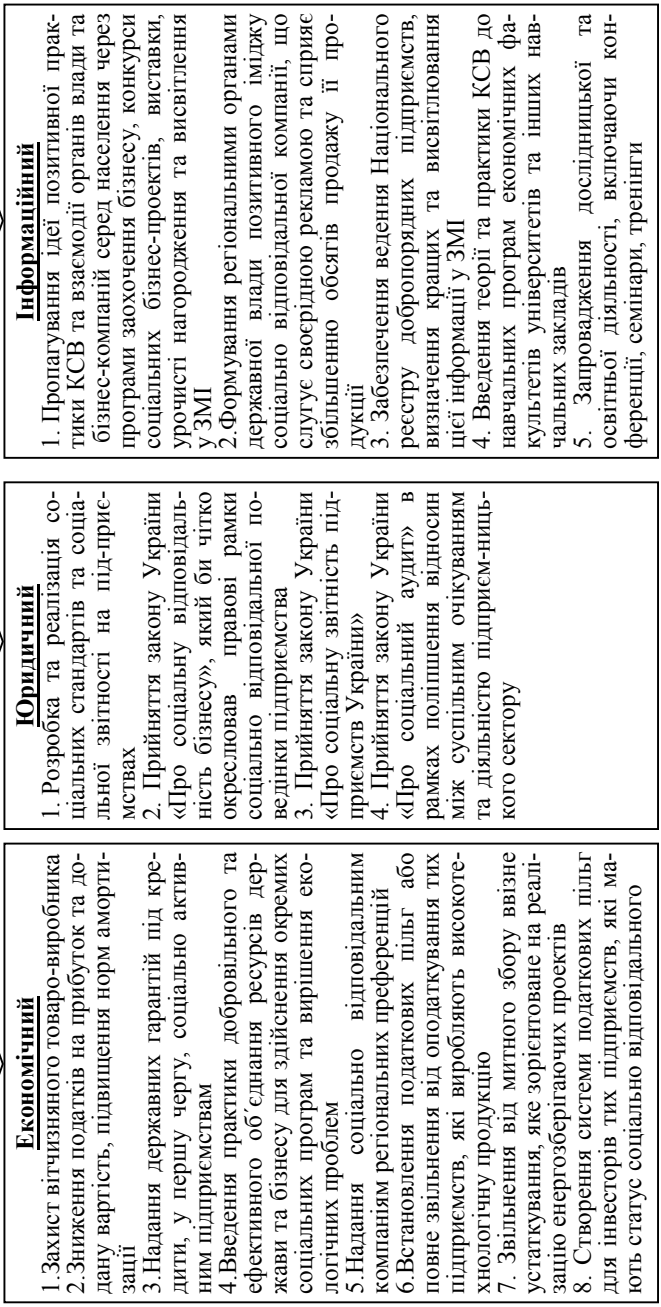 Економічний
1.Захист вітчизняного товаро-виробника
2.Зниження податків на прибуток та до-
дану вартість, підвищення норм аморти-
зації
3.Надання державних гарантій під кре-
дити, у першу чергу, соціально актив-
ним підприємствам
4.Введення практики добровільного та
ефективного об´єднання ресурсів дер-
жави та бізнесу для здійснення окремих
соціальних програм та вирішення еко-
логічних проблем
5.Надання соціально відповідальним
компаніям регіональних преференцій
6.Встановлення податкових пільг або
повне звільнення від оподаткування тих
підприємств, які виробляють високоте-
хнологічну продукцію
7. Звільнення від митного збору ввізне
устаткування, яке зорієнтоване на реалі-
зацію енергозберігаючих проектів
8. Створення системи податкових пільг
для інвесторів тих підприємств, які ма-
ють статус соціально відповідального
Юридичний
1. Розробка та реалізація со-
ціальних стандартів та соціа-
льної звітності на під-приє-
мствах
2. Прийняття закону України
«Про соціальну відповідаль-
ність бізнесу», який би чітко
окреслював правові рамки
соціально відповідальної по-
ведінки підприємства
3. Прийняття закону України
«Про соціальну звітність під-
приємств України»
4. Прийняття закону України
«Про соціальний аудит» в
рамках поліпшення відносин
між суспільним очікуванням
та діяльністю підприєм-ниць-
кого сектору
Інформаційний
1. Пропагування ідеї позитивної прак-
тики КСВ та взаємодії органів влади та
бізнес-компаній серед населення через
програми заохочення бізнесу, конкурси
соціальних бізнес-проектів, виставки,
урочисті нагородження та висвітлення
у ЗМІ
2.Формування регіональними органами
державної влади позитивного іміджу
соціально відповідальної компанії, що
слугує своєрідною рекламою та сприяє
збільшенню обсягів продажу її про-
дукції
3. Забезпечення ведення Національного
реєстру добропорядних підприємств,
визначення кращих та висвітлювання
цієї інформації у ЗМІ
4. Введення теорії та практики КСВ до
навчальних програм економічних фа-
культетів університетів та інших нав-
чальних закладів
5. Запровадження дослідницької та
освітньої діяльності, включаючи кон-
ференції, семінари, тренінги